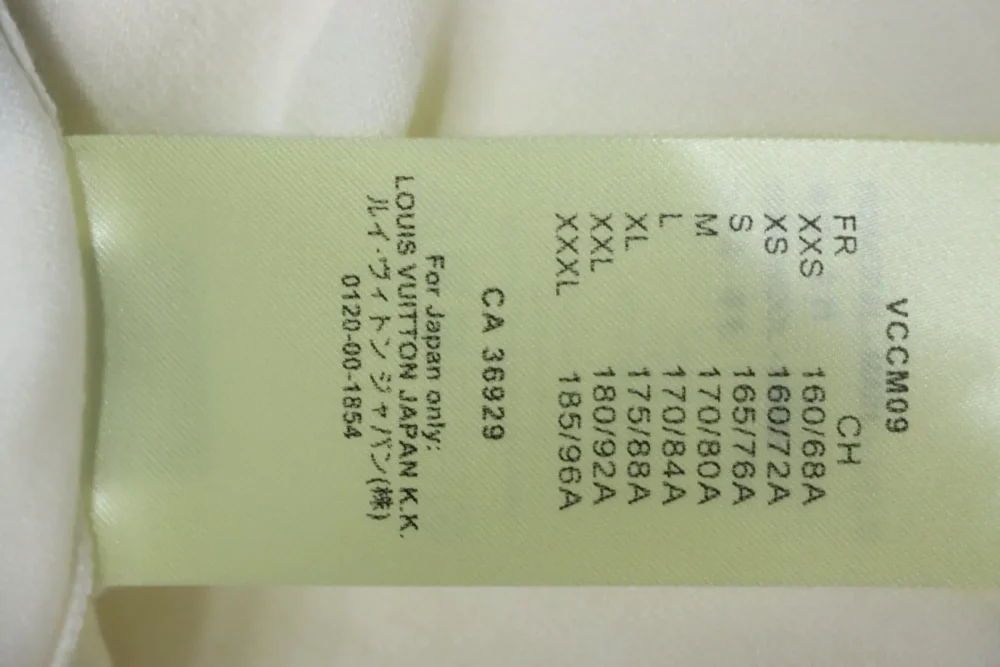 VCCM09
FR CH
XXS 160/68A
XS 160/72A
S 165/76A
M 170/80A
L 170/84A
XL 175/88A
XXL 180/92A
XXXL 185/96A
CA 36929
For Japan only:
LOUIS VUITTON JAPAN K.K.
ルイ・ヴィトン ジャパン(株)
0120-00-1854